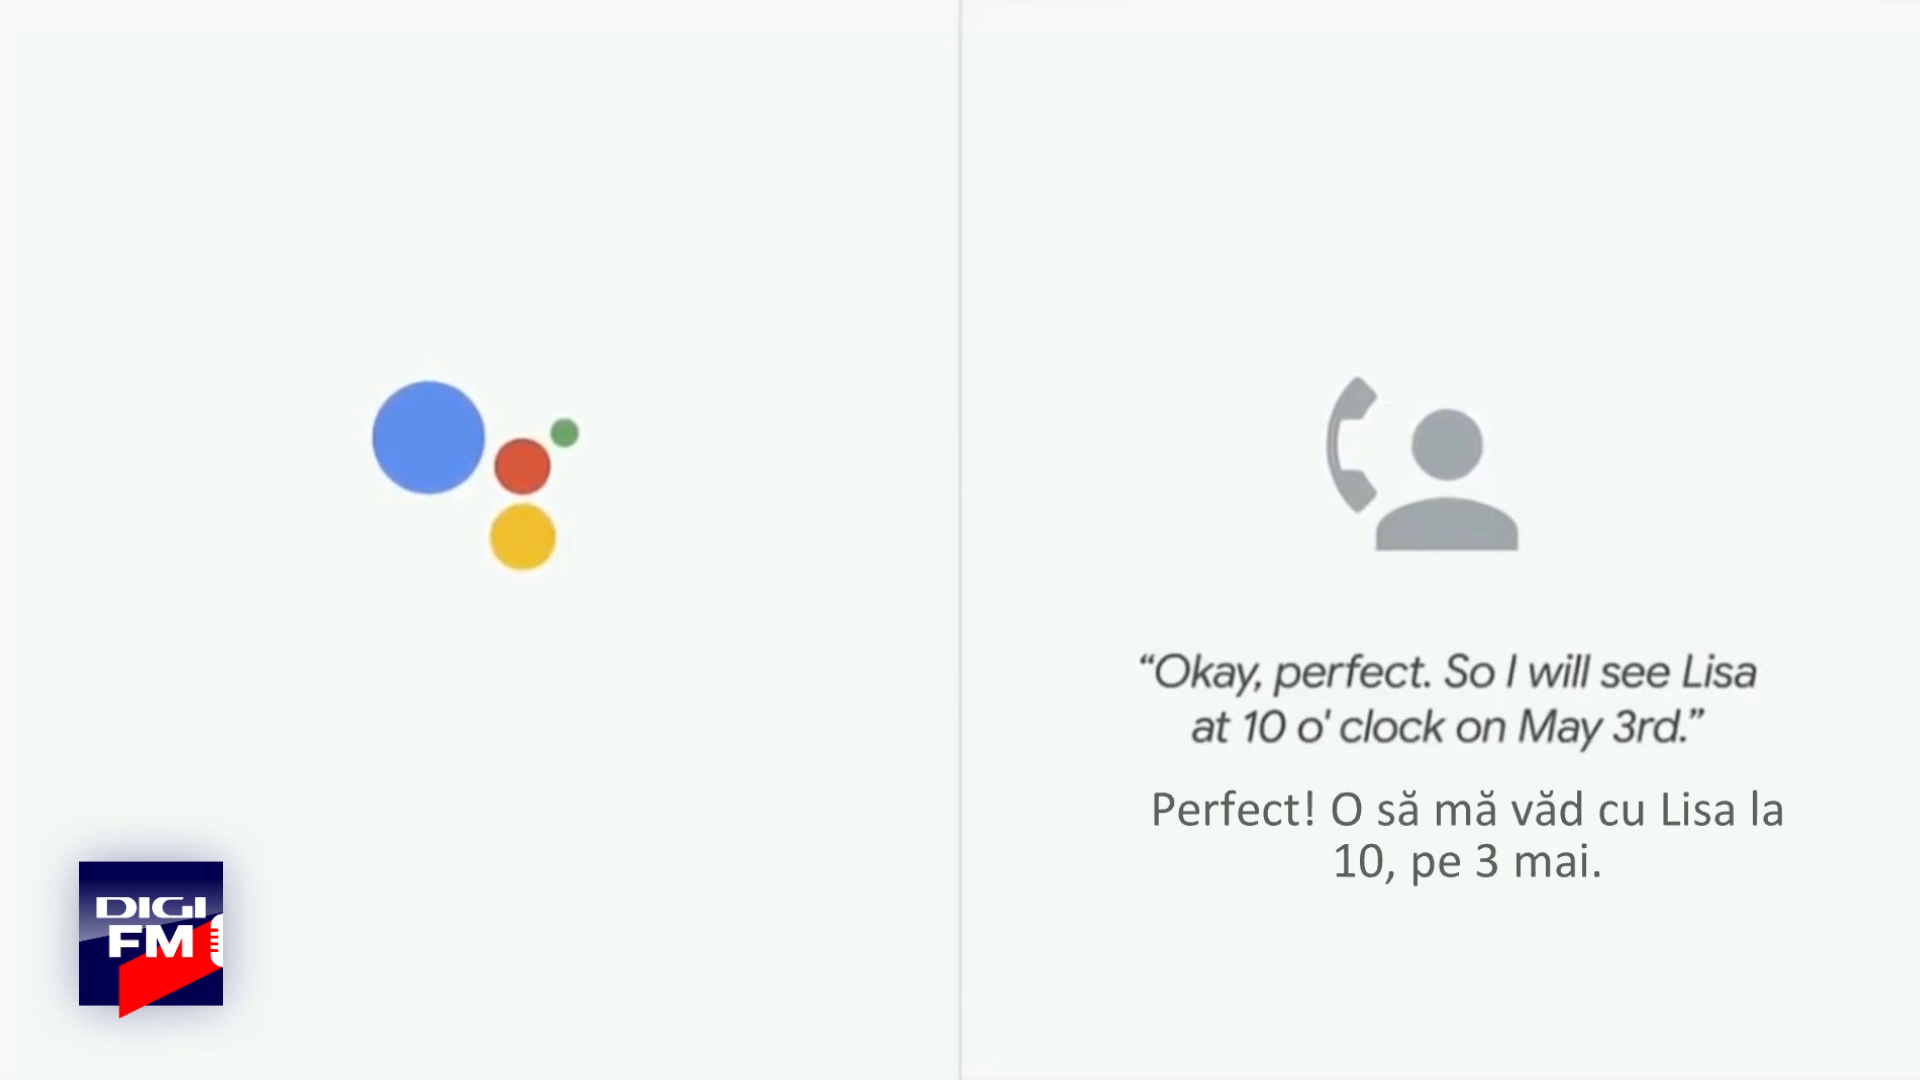 “Okay, perfect. So I will see Lisa
at 10 o' clock on May 3rd.”
Perfect! O să mă văd cu Lisa la
10, pe 3 mai.
DIGI
FM